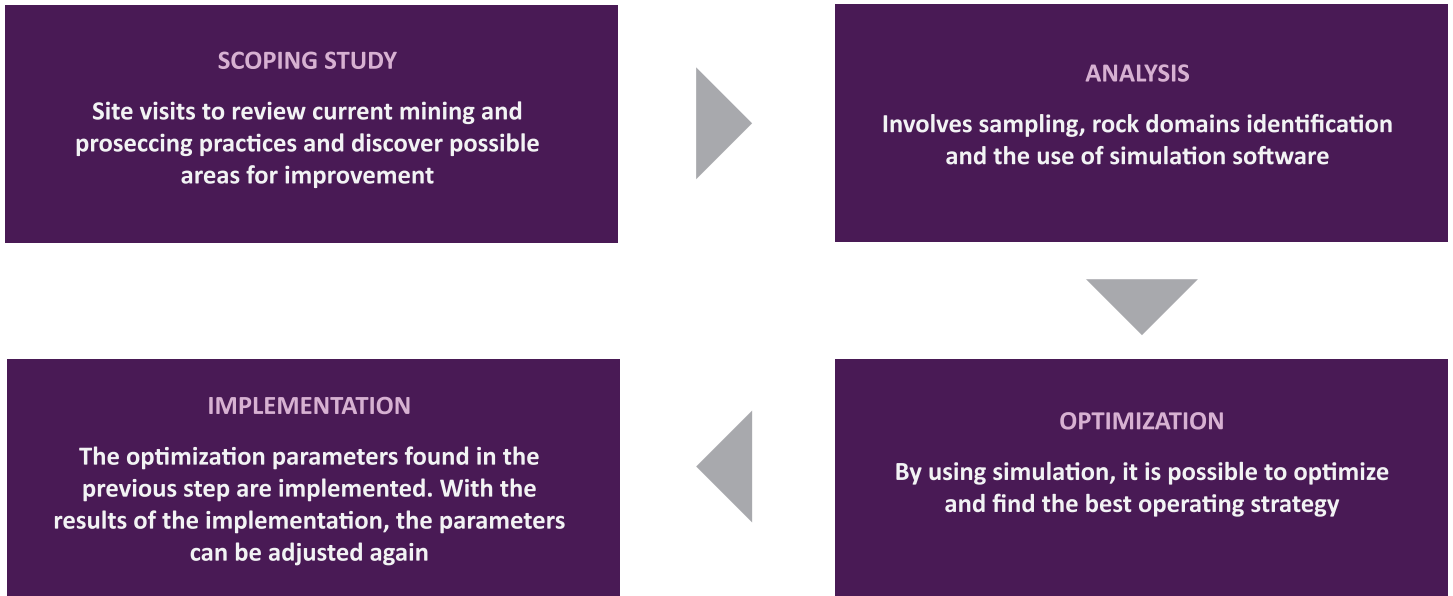 SCOPING STUDY
Site visits to review current mining and
proseccing practices and discover possible
areas for improvement
ANALYSIS
Involves sampling, rock domains identification
and the use of simulation software
OPTIMIZATION
By using simulation, it is possible to optimize
and find the best operating strategy
IMPLEMENTATION
The optimization parameters found in the
previous step are implemented. With the
results of the implementation, the parameters
can be adjusted again